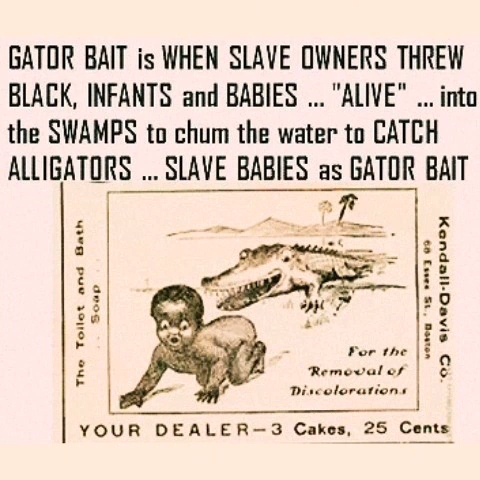 GATOR BAIT is WHEN SLAVE OWNERS THREW
BLACK, INFANTS and BABIES ... "ALIVE" ... into
the SWAMPS to chum the water to CATCH
ALLIGATORS ... SLAVE BABIES as GATOR BAIT
The Toilet and Bath
Soap
Kendall-Davis Co.
68 Essex St., Boston
For the
Removal of
Discolorations
YOUR DEALER–3 Cakes, 25 Cents